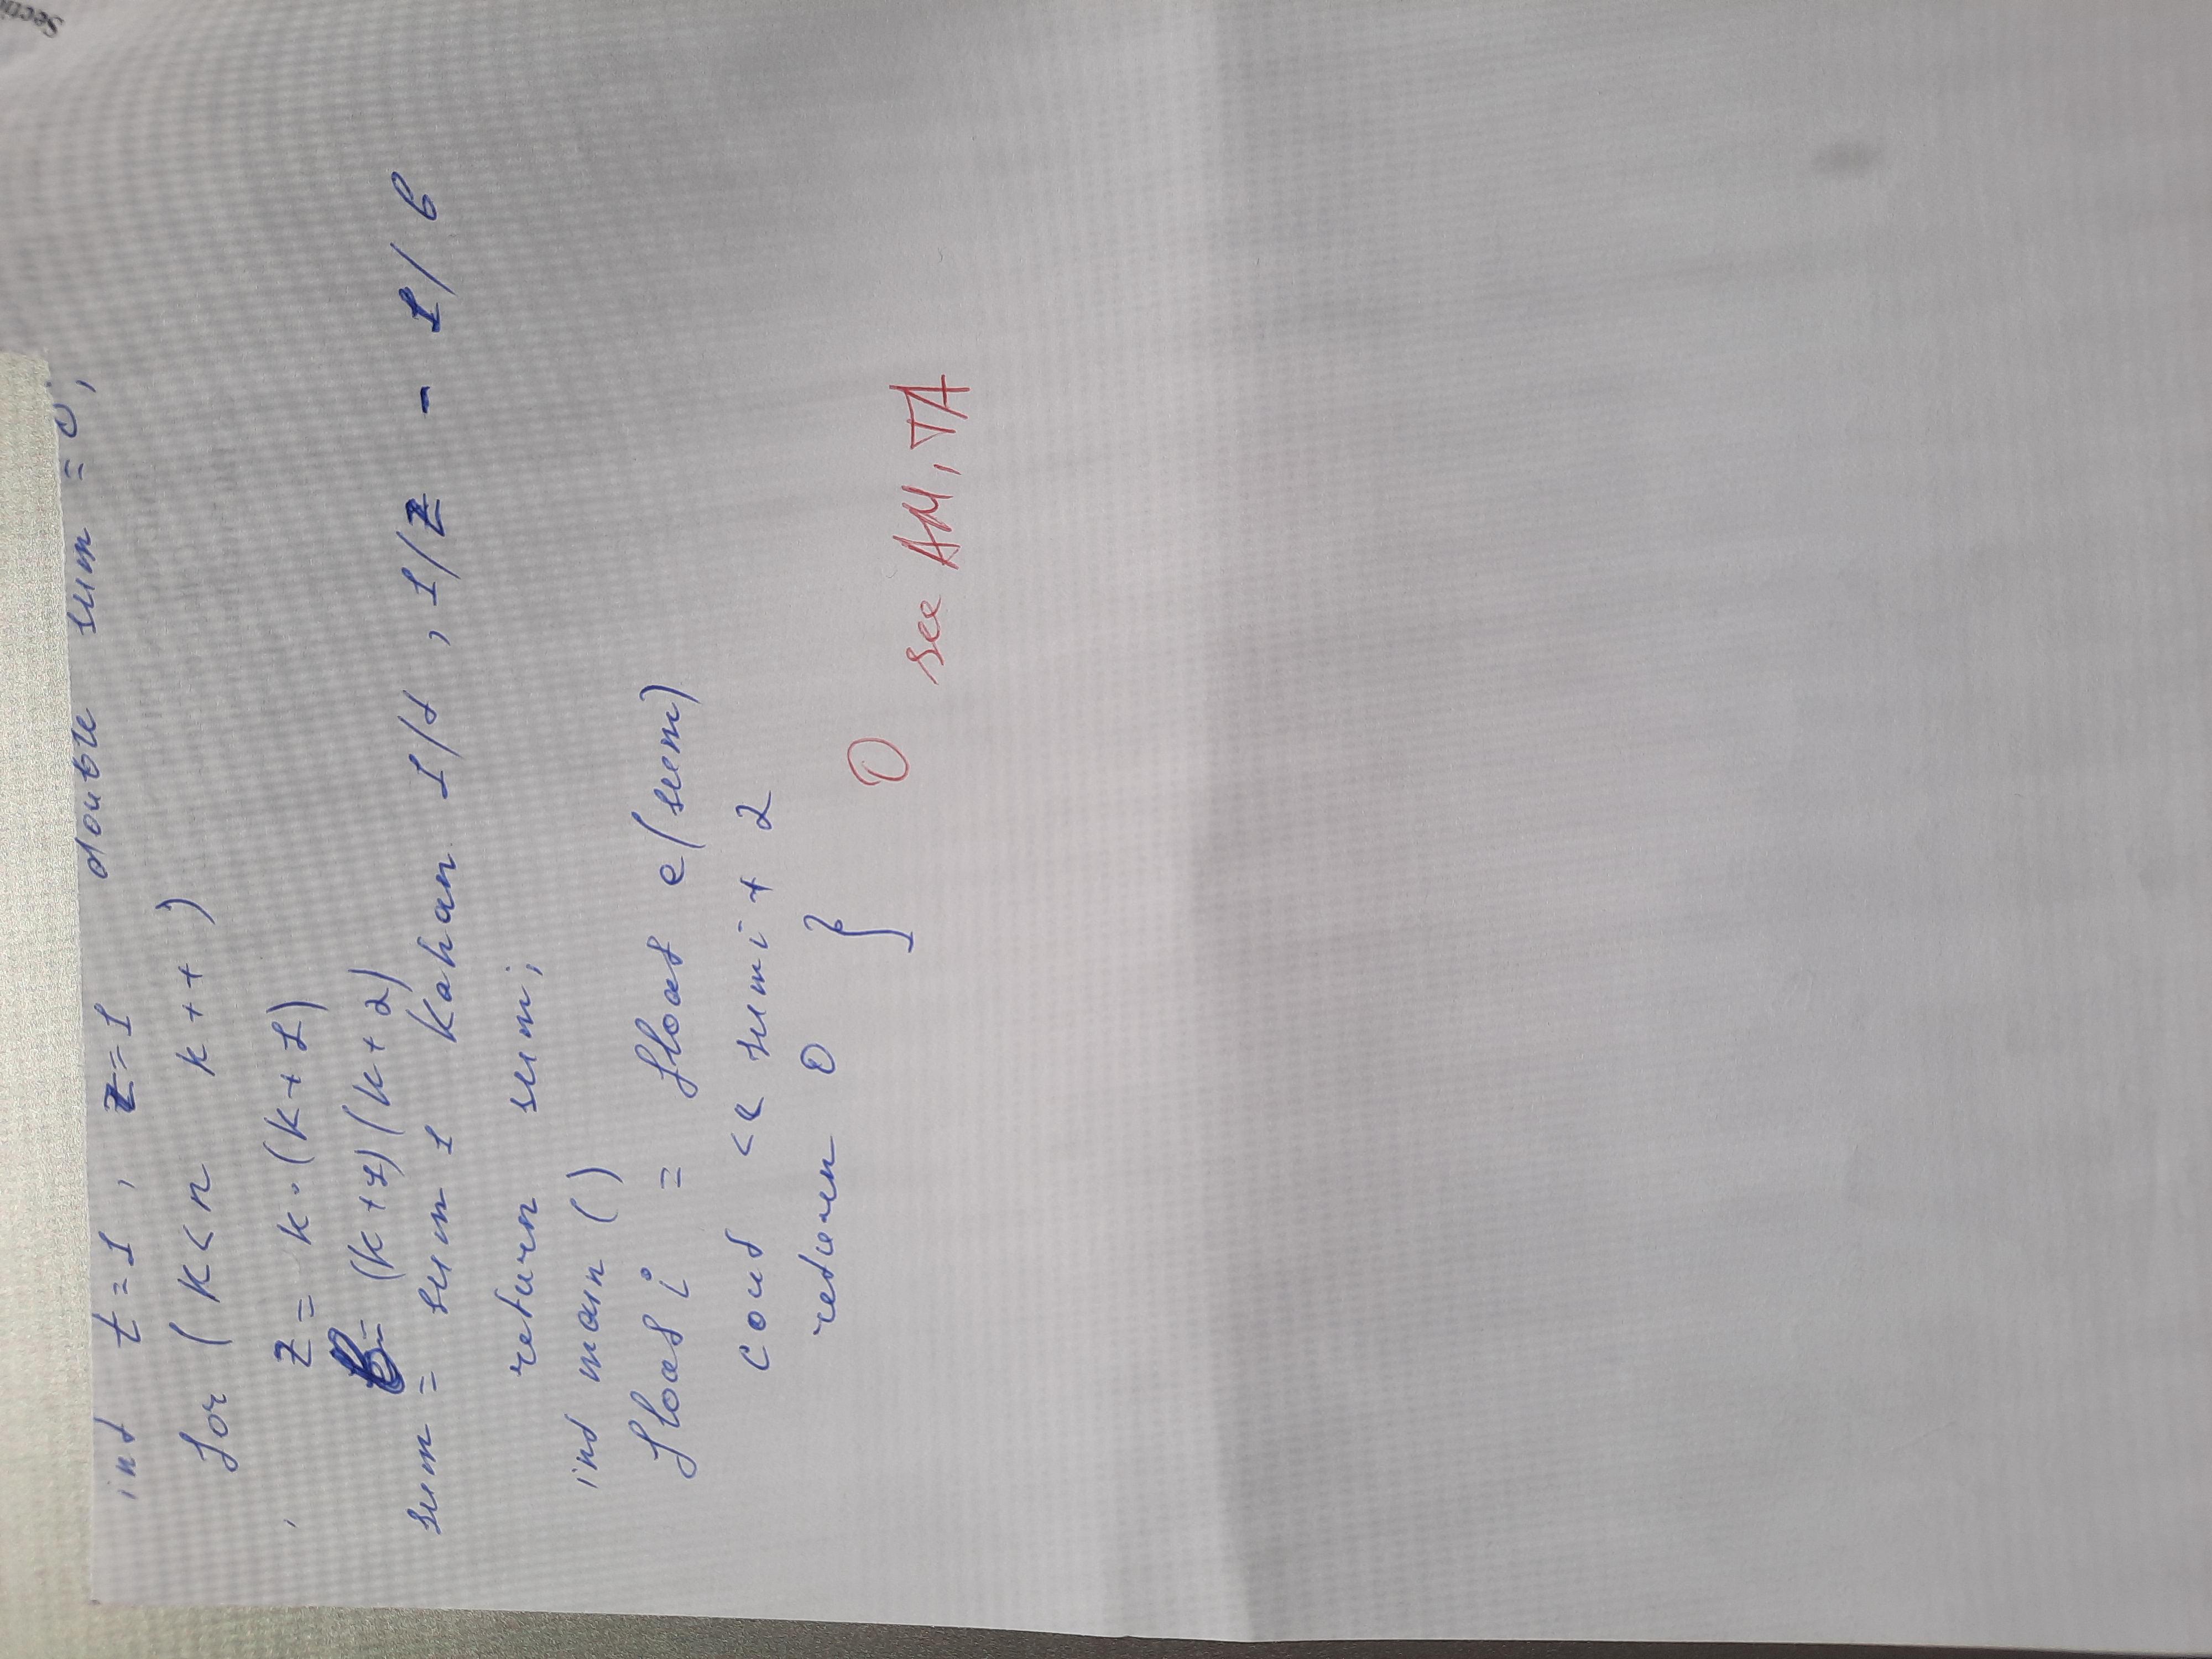 Secti
int t=1, z=1 double sum = 0;
for (k<n k++)
z= k·(k+1)
b= (k+1)(k+2)
sum = sum 1 Kahan 1/t, 1/z - 1/b
return sum;
int main ()
float i = float e(sum)
cout << sumi + 2
return 0 }
0 see AM, TA